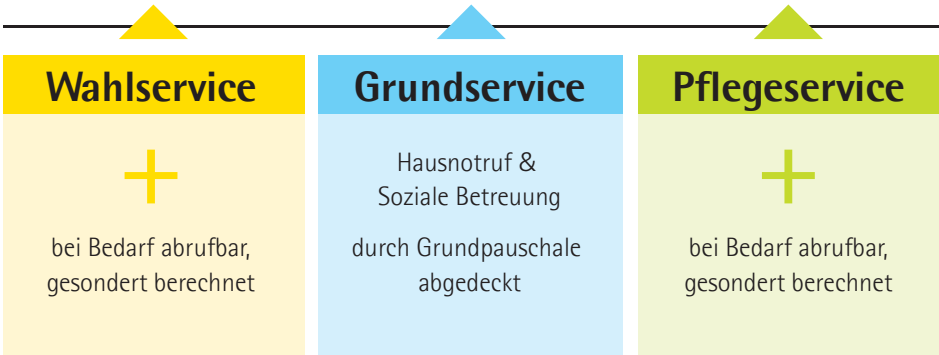 Wahlservice
+
bei Bedarf abrufbar,
gesondert berechnet
Grundservice
Hausnotruf &
Soziale Betreuung
durch Grundpauschale
abgedeckt
Pflegeservice
+
bei Bedarf abrufbar,
gesondert berechnet